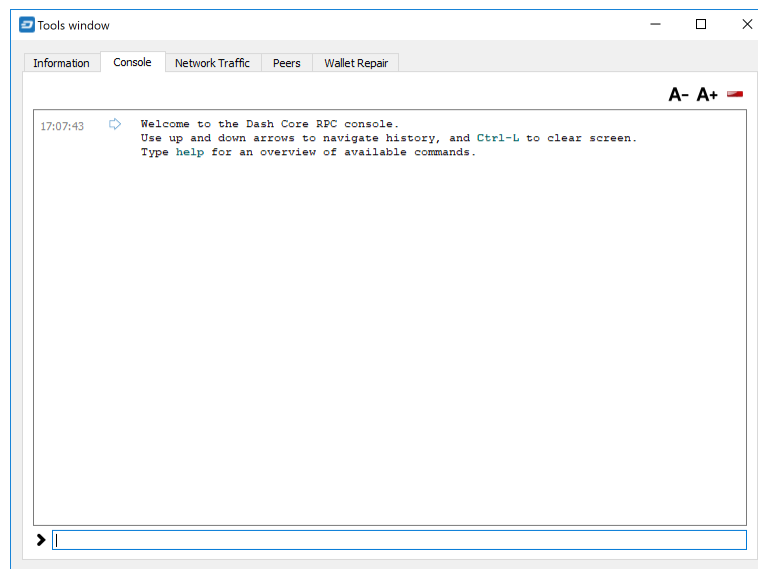 Tools window
Information Console Network Traffic Peers Wallet Repair
A- A+
17:07:43 Welcome to the Dash Core RPC console.
Use up and down arrows to navigate history, and Ctrl-L to clear screen.
Type help for an overview of available commands.